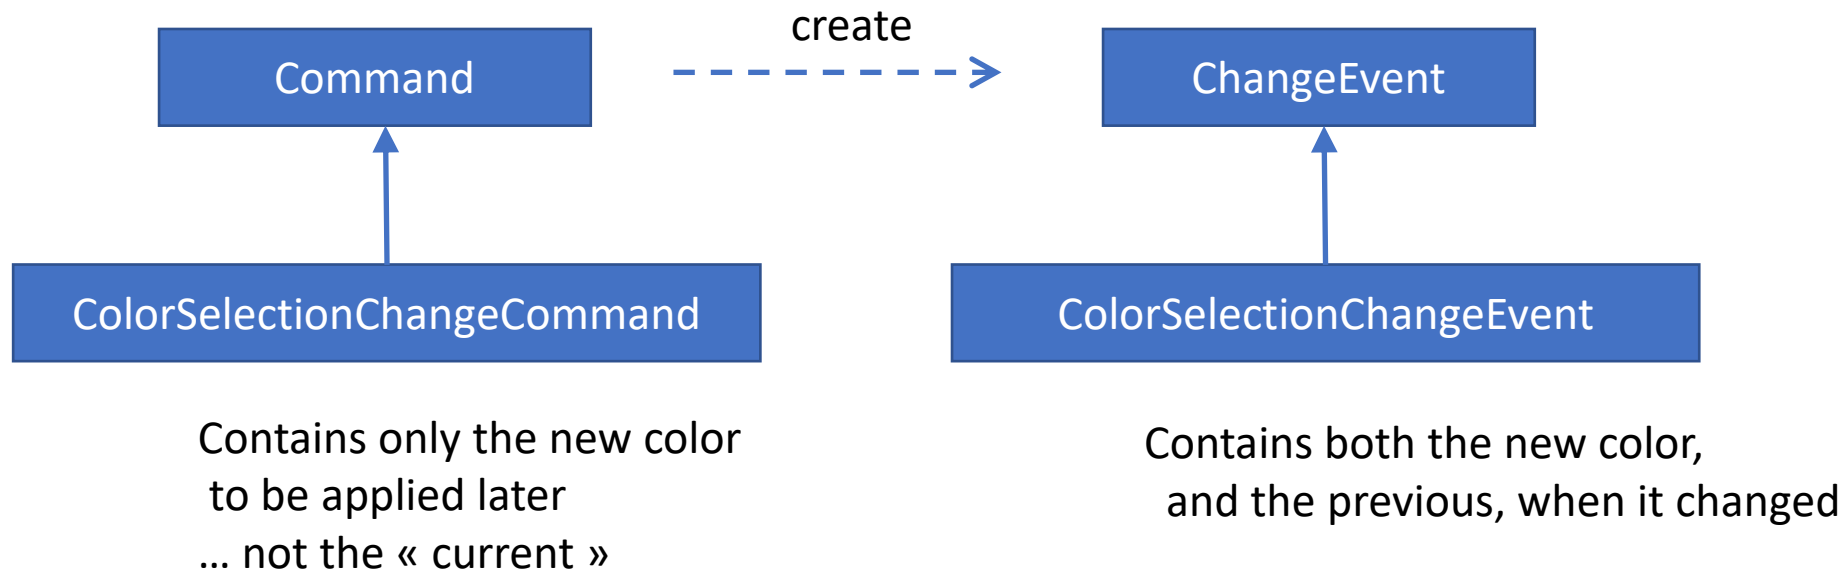 create
Command
ChangeEvent
ColorSelectionChangeCommand
ColorSelectionChangeEvent
Contains only the new color
to be applied later
… not the « current »
Contains both the new color,
and the previous, when it changed